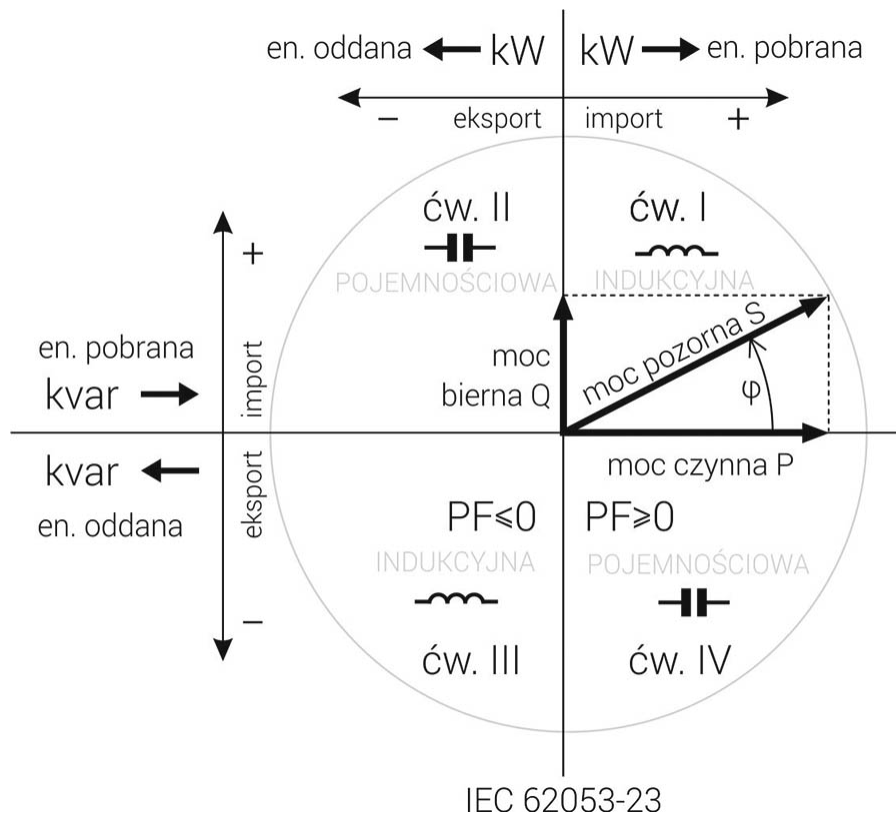 en. oddana kW kW en. pobrana
− eksport import +
ćw. II ćw. I
POJEMNOŚCIOWA INDUKCYJNA
+
en. pobrana
kvar
import
moc
bierna Q
moc pozorna S
φ
moc czynna P
kvar
en. oddana
eksport
−
PF⩽0 PF⩾0
INDUKCYJNA POJEMNOŚCIOWA
ćw. III ćw. IV
IEC 62053-23